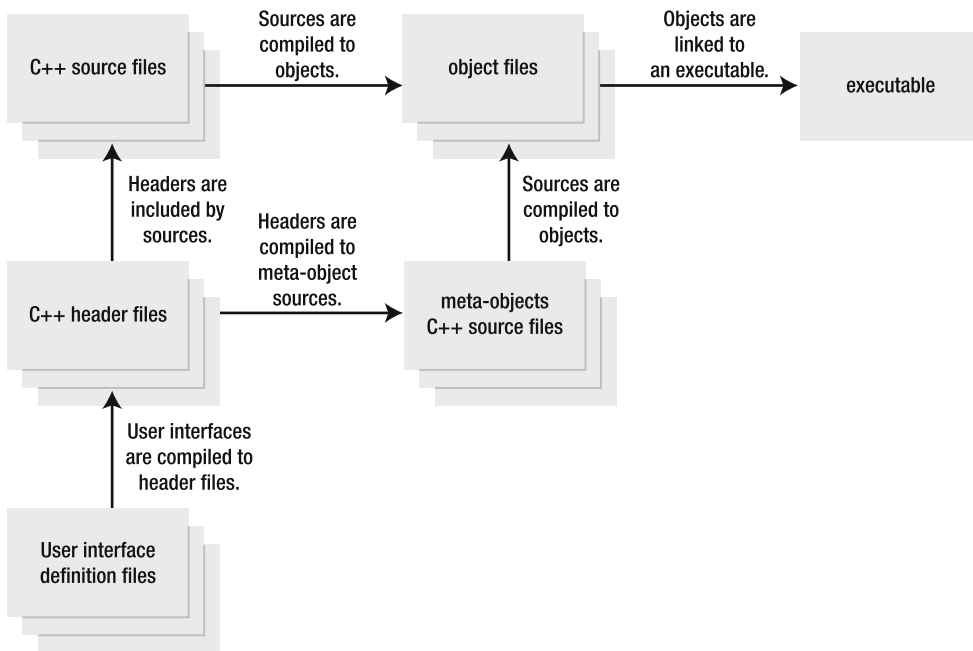 C++ source files
Sources are
compiled to
objects.
object files
Objects are
linked to
an executable.
executable
Headers are
included by
sources.
Headers are
compiled to
meta-object
sources.
Sources are
compiled to
objects.
C++ header files
meta-objects
C++ source files
User interfaces
are compiled to
header files.
User interface
definition files